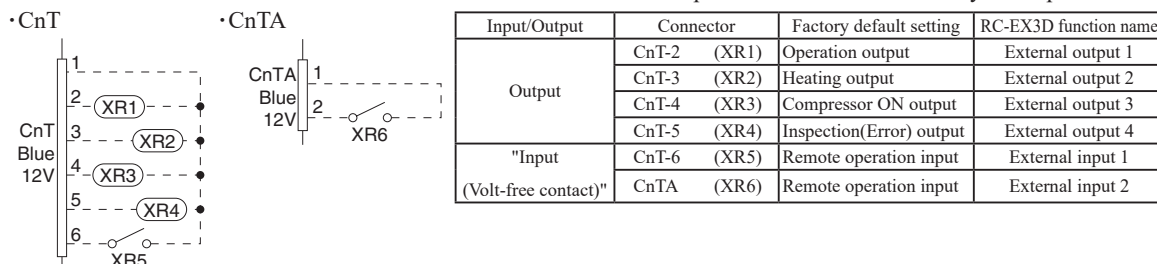 ·CnT
1
2
XR1
CnT
Blue
12V
3
XR2
4
XR3
5
XR4
6
XR5
·CnTA
CnTA
Blue
12V
1
2
XR6
Input/Output Connector Factory default setting RC-EX3D function name
Output
CnT-2 (XR1) Operation output External output 1
CnT-3 (XR2) Heating output External output 2
CnT-4 (XR3) Compressor ON output External output 3
CnT-5 (XR4) Inspection(Error) output External output 4
"Input
(Volt-free contact)"
CnT-6 (XR5) Remote operation input External input 1
CnTA (XR6) Remote operation input External input 2